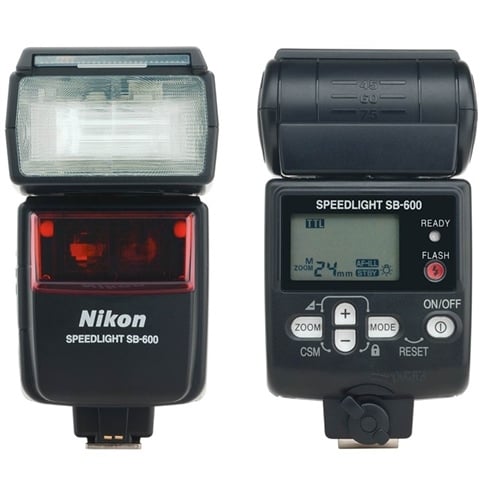 Nikon
SPEEDLIGHT SB-600
45
60
75
SPEEDLIGHT SB-600
TTL
READY
M
ZOOM 24mm
AF-ILL
STBY
FLASH
ON/OFF
ZOOM
+
−
MODE
CSM
RESET